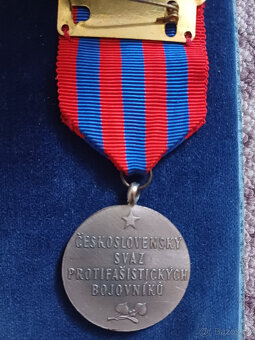 ČESKOSLOVENSKÝ
SVAZ
PROTIFAŠISTICKÝCH
BOJOVNÍKŮ